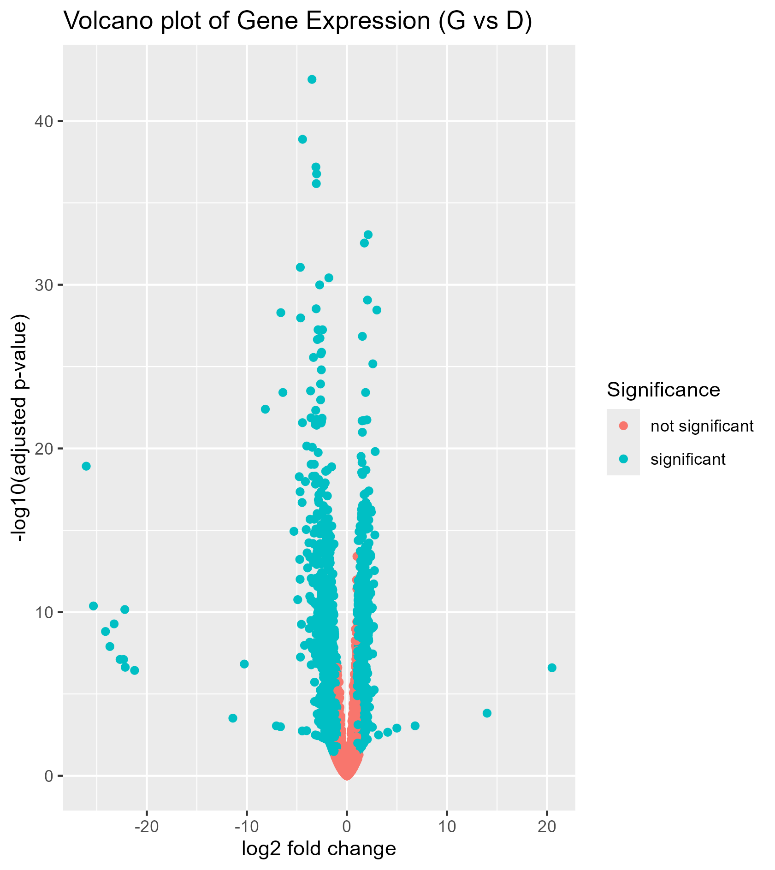 Volcano plot of Gene Expression (G vs D)
-log10(adjusted p-value)
40
30
20
10
0
-20 -10 0 10 20
log2 fold change
Significance
not significant
significant